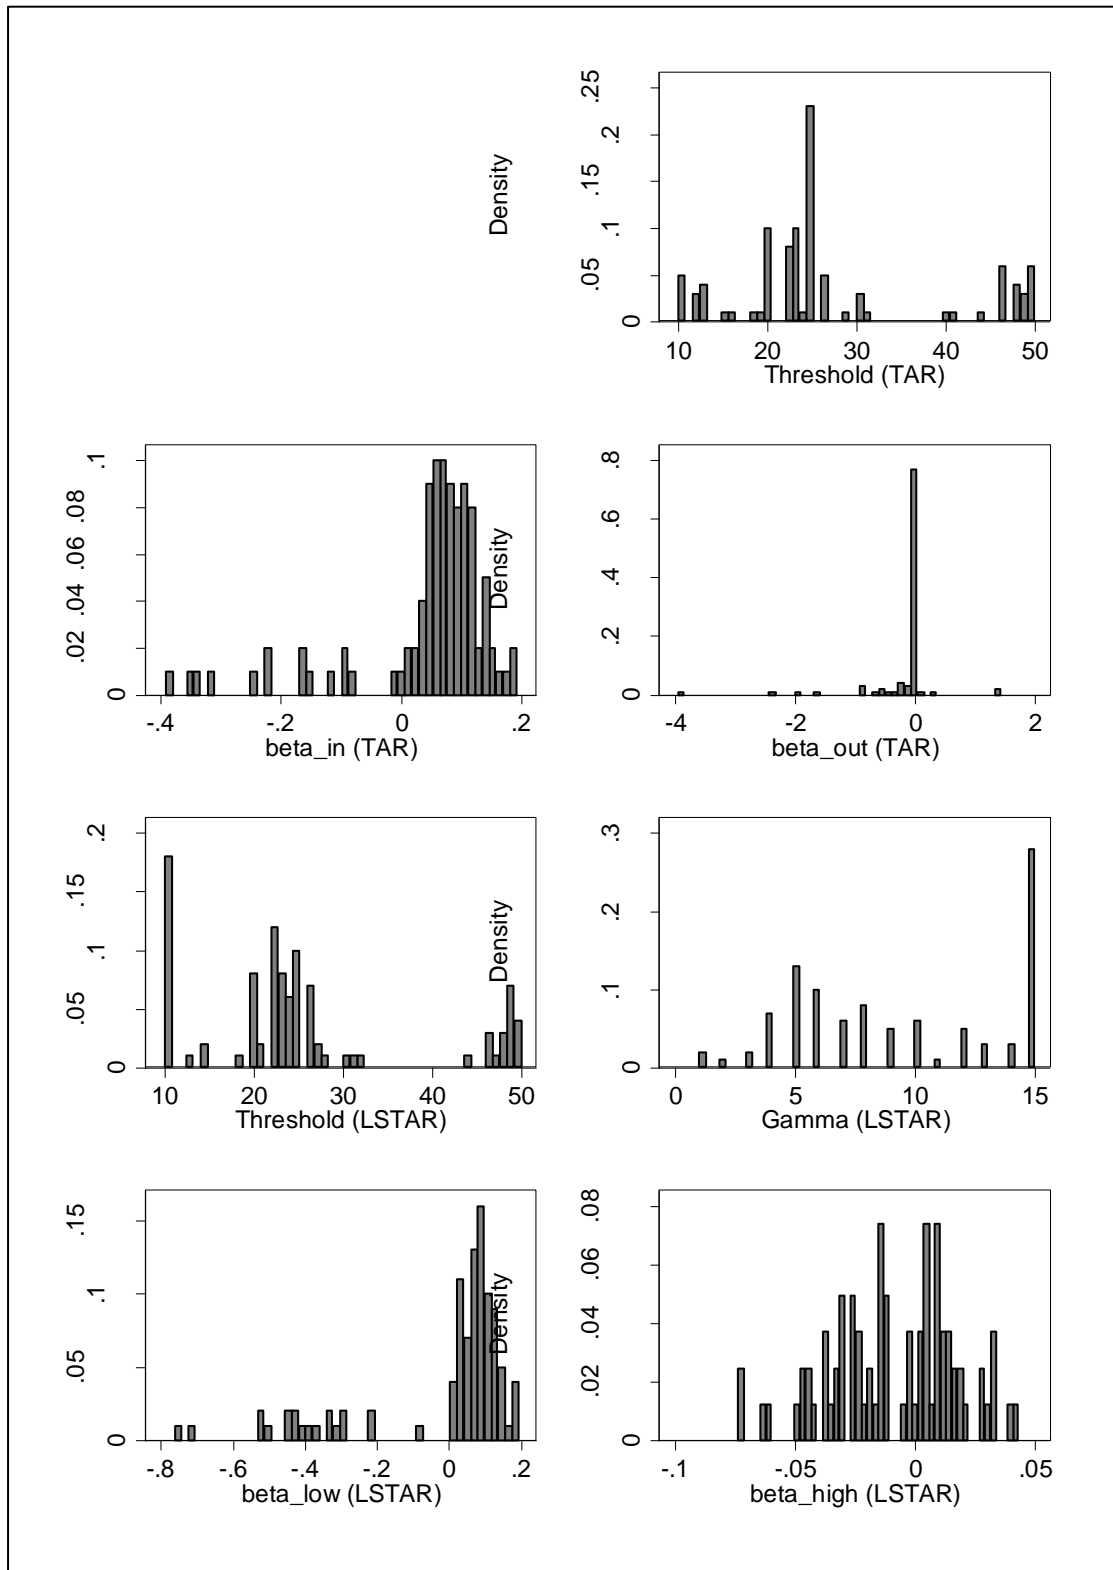 Density
.25
.2
.15
.1
.05
0
10 20 30 40 50
Threshold (TAR)
.1
.08
.06
.04
.02
0
-.4 -.2 0 .2
beta_in (TAR)
Density
.8
.6
.4
.2
0
-4 -2 0 2
beta_out (TAR)
.2
.15
.1
.05
0
10 20 30 40 50
Threshold (LSTAR)
Density
.3
.2
.1
0
0 5 10 15
Gamma (LSTAR)
.15
.1
.05
0
-.8 -.6 -.4 -.2 0 .2
beta_low (LSTAR)
Density
.08
.06
.04
.02
0
-.1 -.05 0 .05
beta_high (LSTAR)